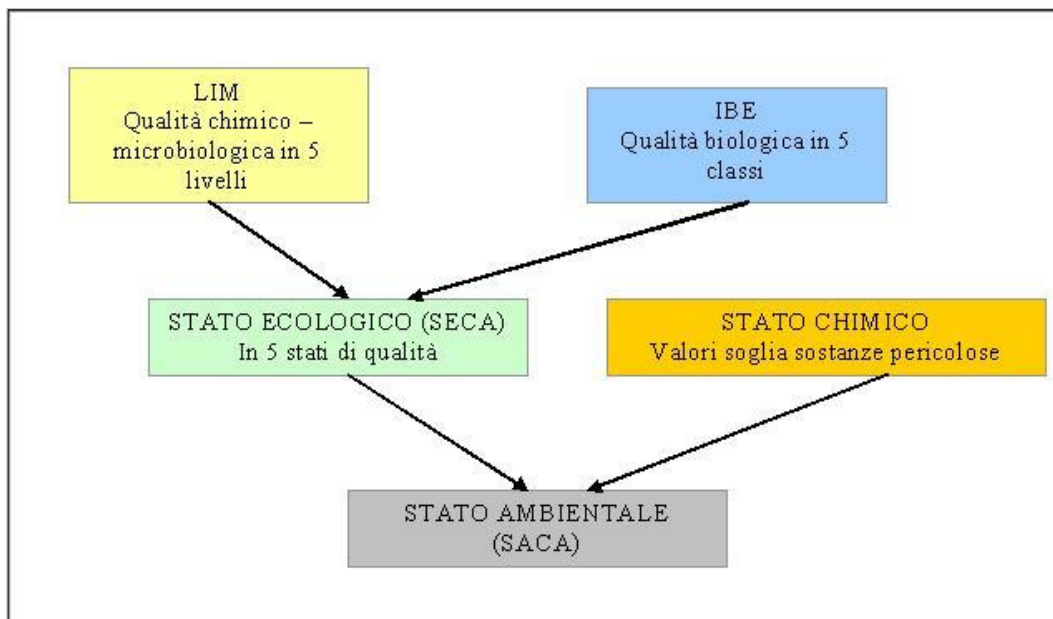 LIM
Qualità chimico –
microbiologica in 5
livelli
IBE
Qualità biologica in 5
classi
STATO ECOLOGICO (SECA)
In 5 stati di qualità
STATO CHIMICO
Valori soglia sostanze pericolose
STATO AMBIENTALE
(SACA)